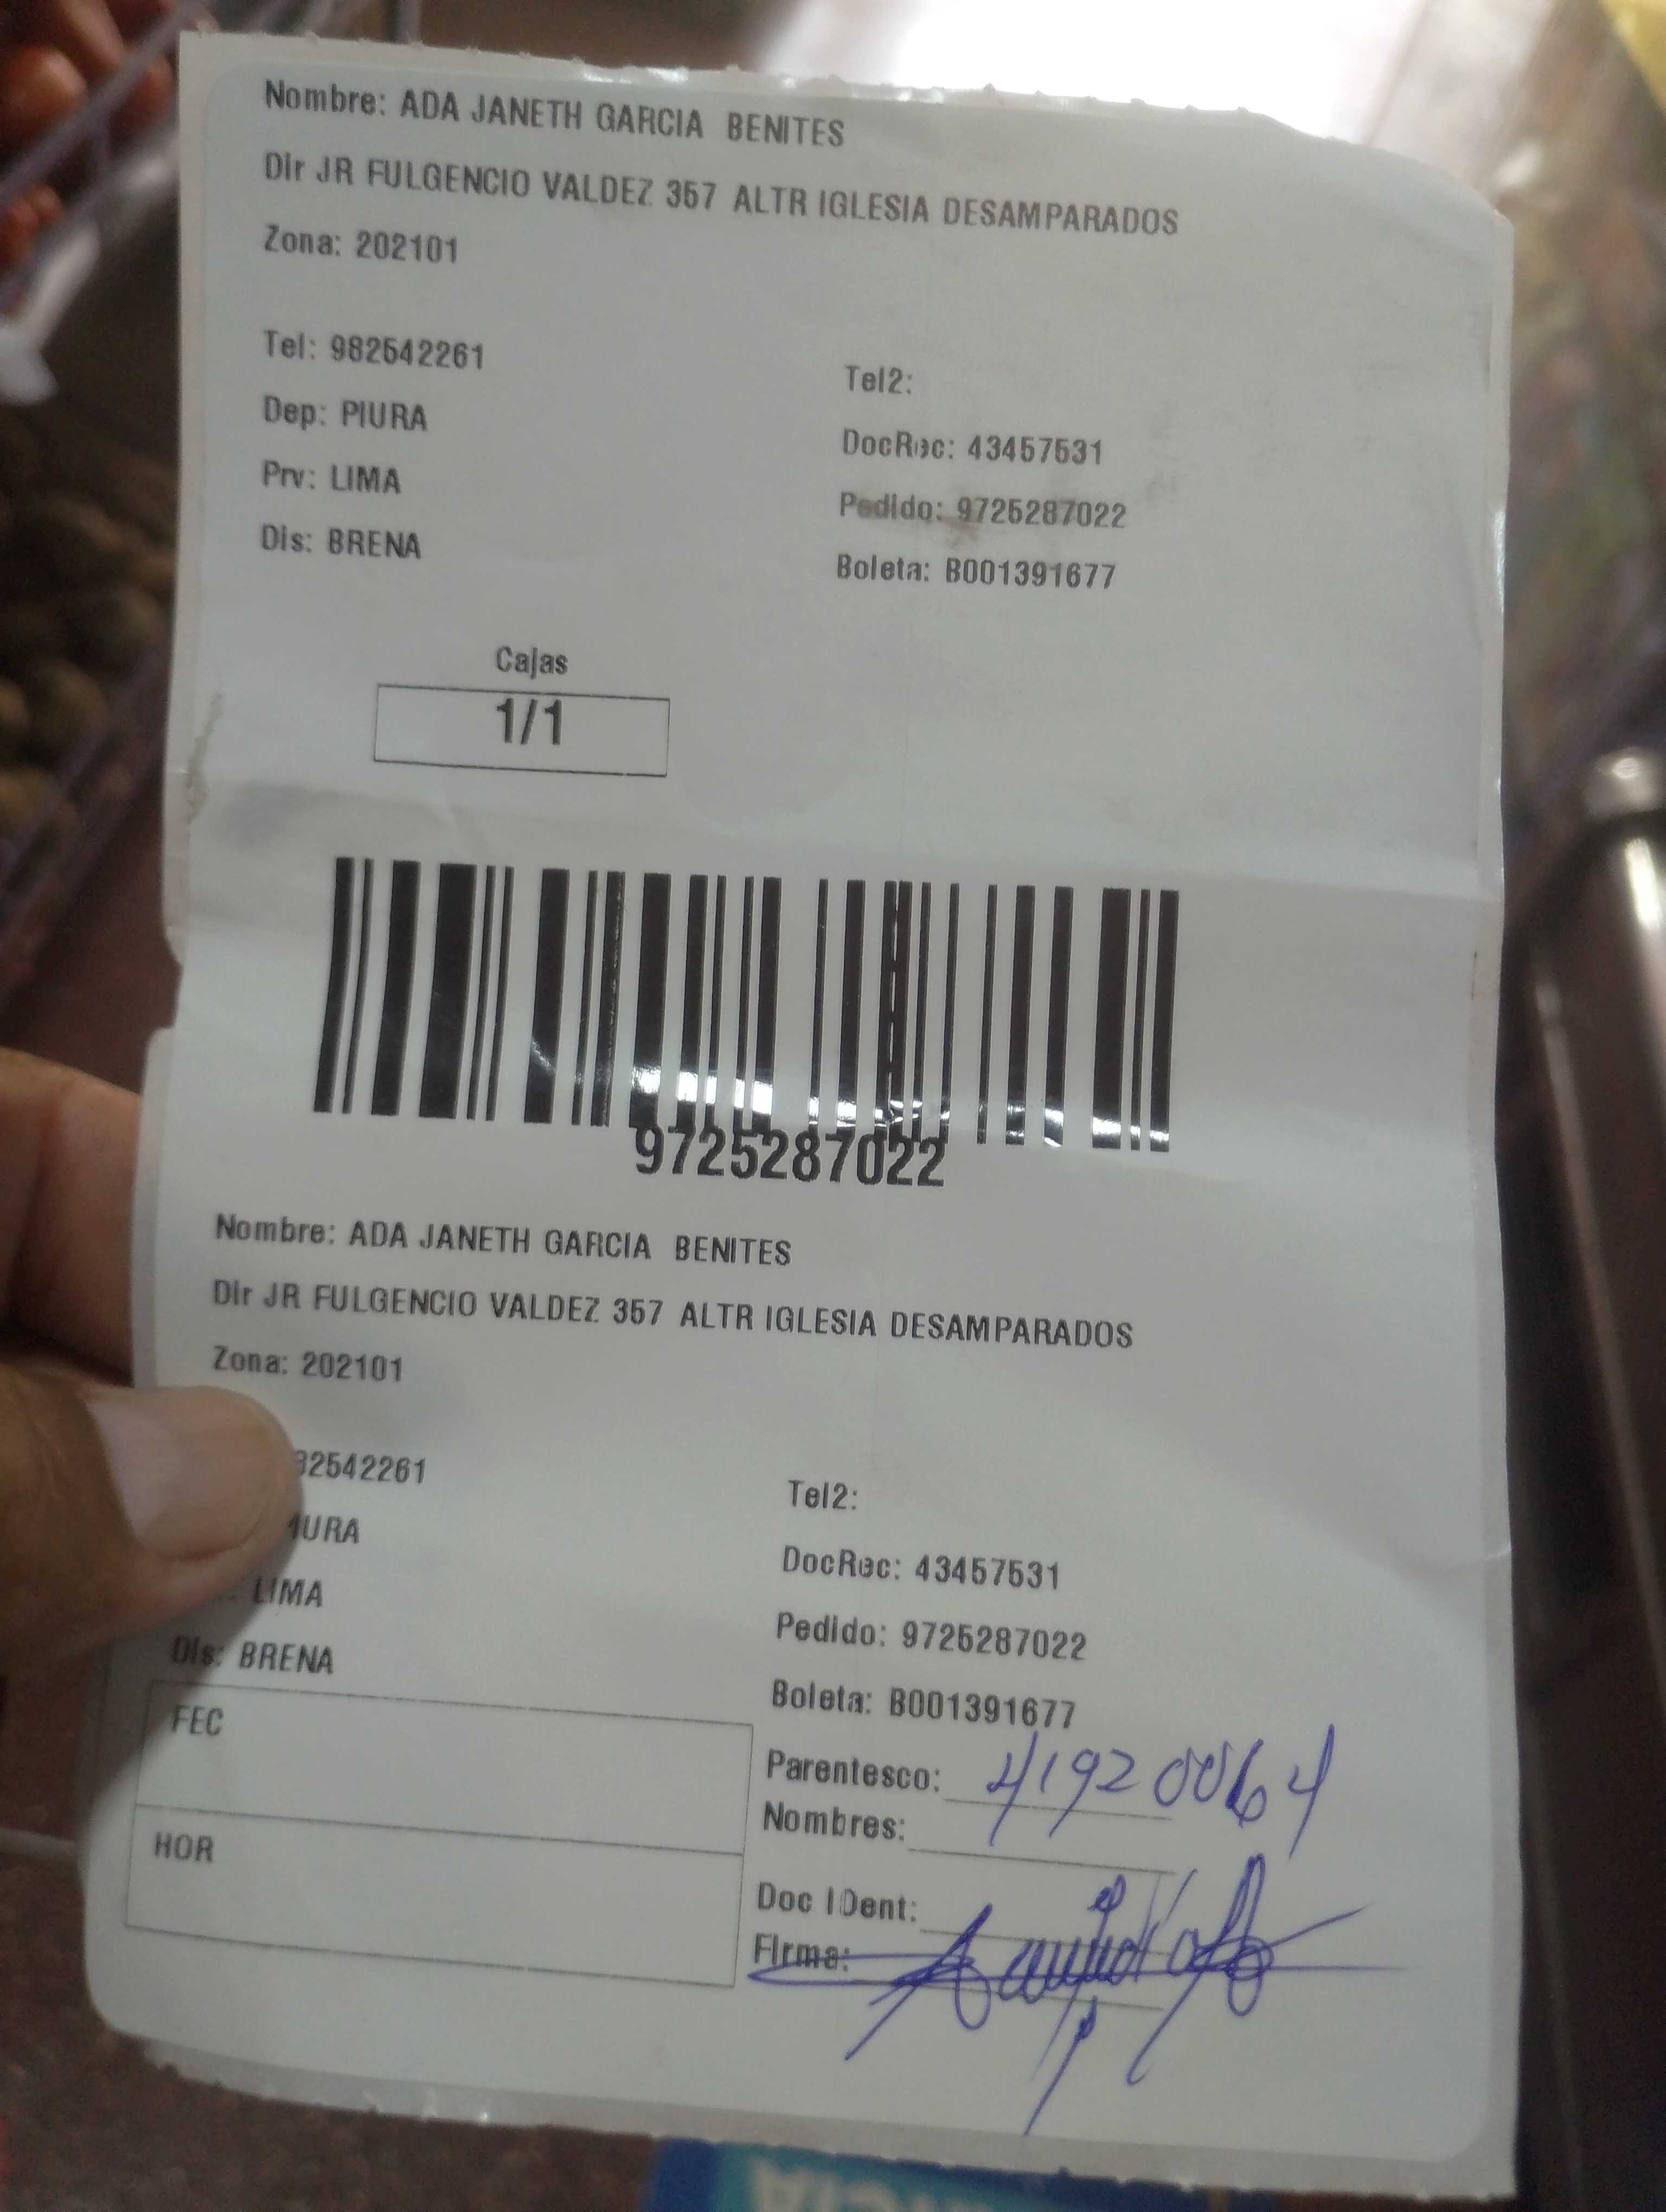 Nombre: ADA JANETH GARCIA BENITES
Dir JR FULGENCIO VALDEZ 357 ALTR IGLESIA DESAMPARADOS
Zona: 202101
Tel: 982542261
Tel2:
Dep: PIURA
DocRec: 43457531
Prv: LIMA
Pedido: 9725287022
Dis: BRENA
Boleta: B001391677
Cajas
1/1
9725287022
Nombre: ADA JANETH GARCIA BENITES
Dir JR FULGENCIO VALDEZ 357 ALTR IGLESIA DESAMPARADOS
Zona: 202101
82542261
Tel2:
IURA
DocRec: 43457531
LIMA
Pedido: 9725287022
Dis: BRENA
Boleta: B001391677
FEC
Parentesco: 41920064
Nombres:
HOR
Doc IDent:
Firma: